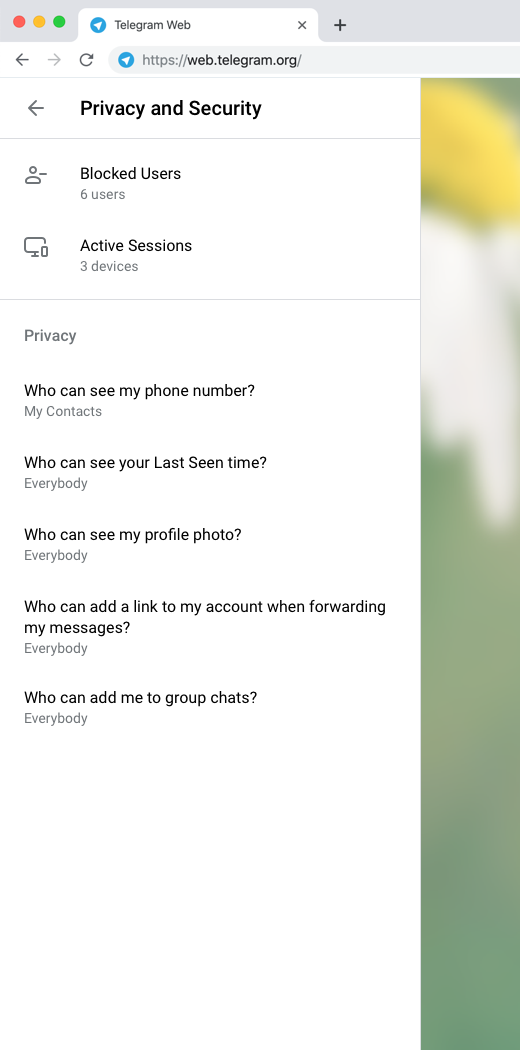 Telegram Web
https://web.telegram.org/
Privacy and Security
Blocked Users
6 users
Active Sessions
3 devices
Privacy
Who can see my phone number?
My Contacts
Who can see your Last Seen time?
Everybody
Who can see my profile photo?
Everybody
Who can add a link to my account when forwarding
my messages?
Everybody
Who can add me to group chats?
Everybody